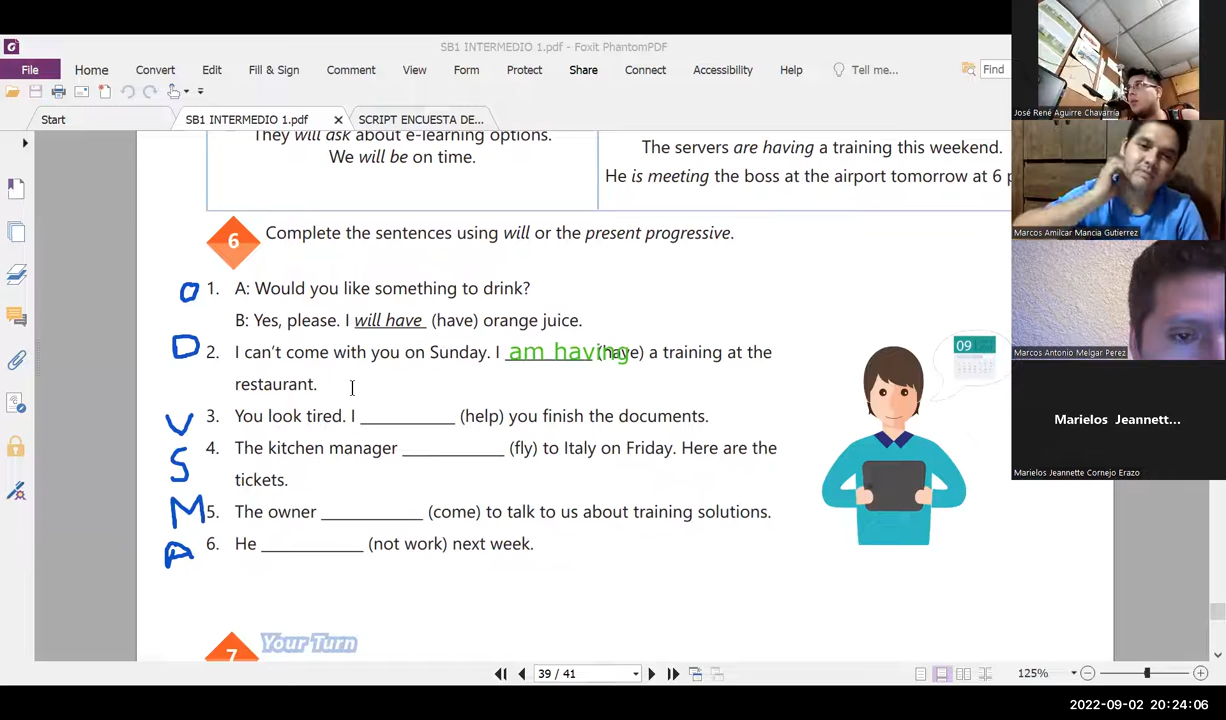 SB1 INTERMEDIO 1.pdf - Foxit PhantomPDF
File Home Convert Edit Fill & Sign Comment View Form Protect Share Connect Accessibility Help Tell me... Find
Start SB1 INTERMEDIO 1.pdf SCRIPT ENCUESTA DE...
They will ask about e-learning options.
We will be on time.
The servers are having a training this weekend.
He is meeting the boss at the airport tomorrow at 6 p
6 Complete the sentences using will or the present progressive.
O 1. A: Would you like something to drink?
B: Yes, please. I will have (have) orange juice.
D 2. I can't come with you on Sunday. I am having (have) a training at the
restaurant.
V 3. You look tired. I ___________ (help) you finish the documents.
S 4. The kitchen manager ____________ (fly) to Italy on Friday. Here are the
tickets.
M 5. The owner ____________ (come) to talk to us about training solutions.
A 6. He ____________ (not work) next week.
09
7 Your Turn
39 / 41
125%
José René Aguirre Chavarría
Marcos Amilcar Mancia Gutierrez
Marcos Antonio Melgar Perez
Marielos Jeannett...
Marielos Jeannette Cornejo Erazo
2022-09-02 20:24:06